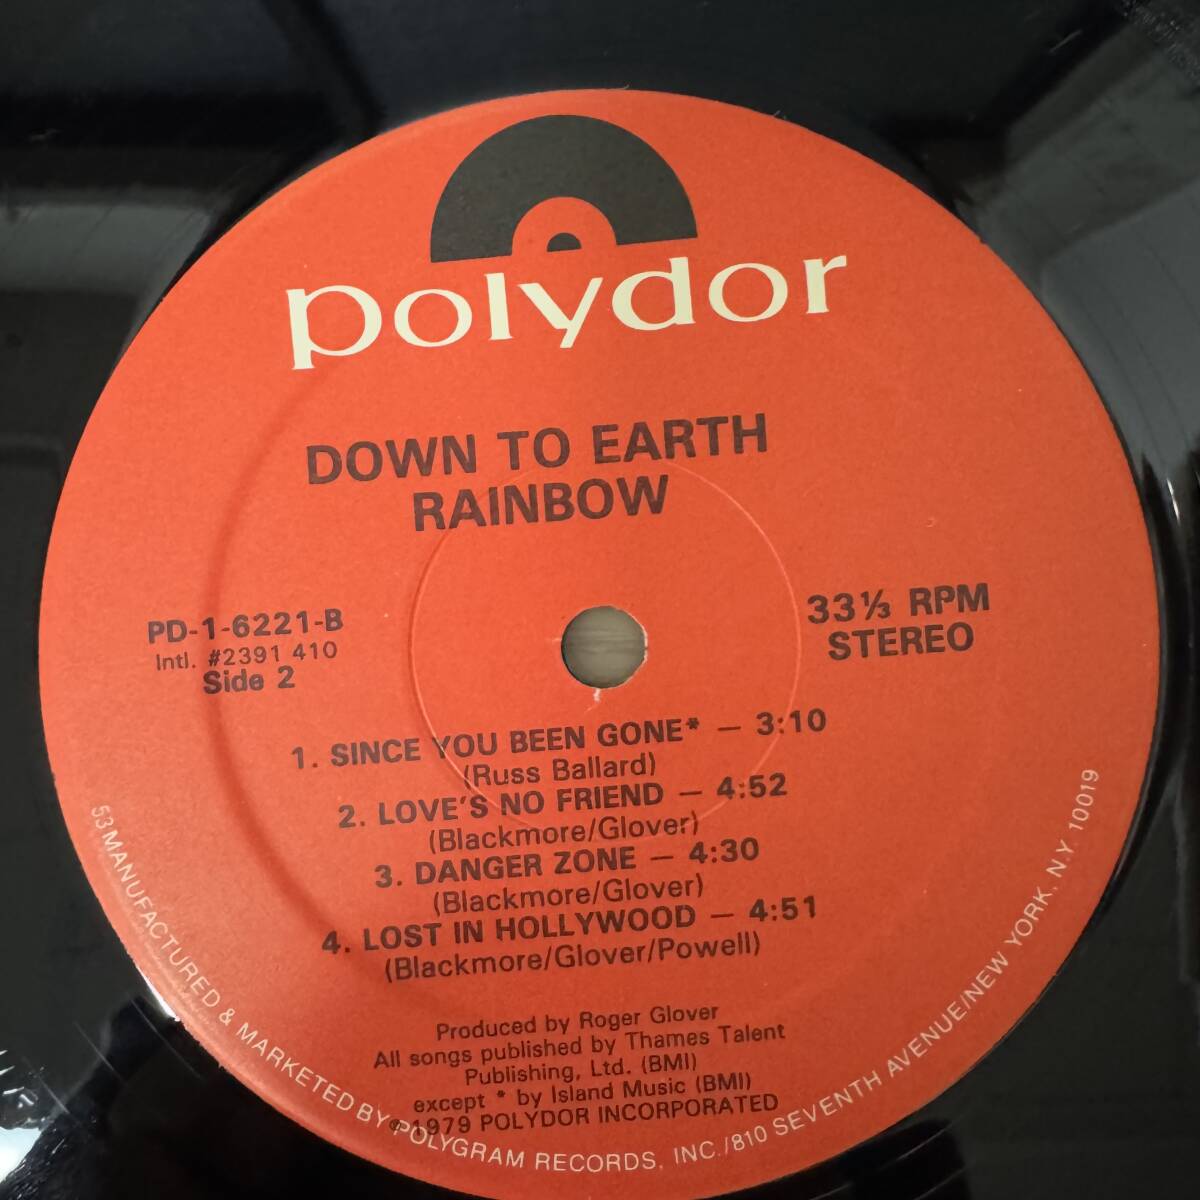 polydor
DOWN TO EARTH
RAINBOW
PD-1-6221-B
Intl. #2391 410
Side 2
33⅓ RPM
STEREO
1. SINCE YOU BEEN GONE* — 3:10
(Russ Ballard)
2. LOVE'S NO FRIEND — 4:52
(Blackmore/Glover)
3. DANGER ZONE — 4:30
(Blackmore/Glover)
4. LOST IN HOLLYWOOD — 4:51
(Blackmore/Glover/Powell)
Produced by Roger Glover
All songs published by Thames Talent
Publishing, Ltd. (BMI)
except * by Island Music (BMI)
℗ 1979 POLYDOR INCORPORATED
53 MANUFACTURED & MARKETED BY POLYGRAM RECORDS, INC./810 SEVENTH AVENUE/NEW YORK, N.Y. 10019